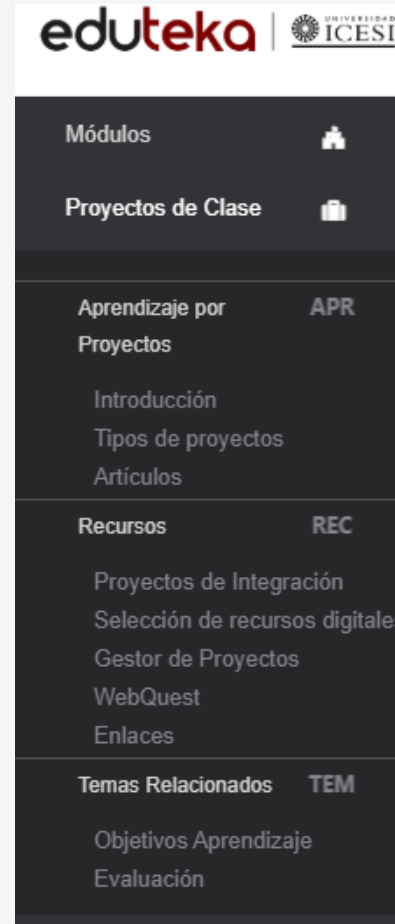 eduteka
UNIVERSIDAD
ICESI
Módulos
Proyectos de Clase
Aprendizaje por APR
Proyectos
Introducción
Tipos de proyectos
Artículos
Recursos REC
Proyectos de Integración
Selección de recursos digitale
Gestor de Proyectos
WebQuest
Enlaces
Temas Relacionados TEM
Objetivos Aprendizaje
Evaluación